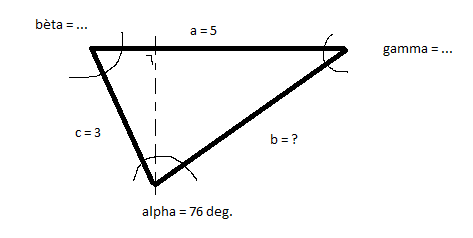 bèta = ...
a = 5
gamma = ...
c = 3
b = ?
alpha = 76 deg.